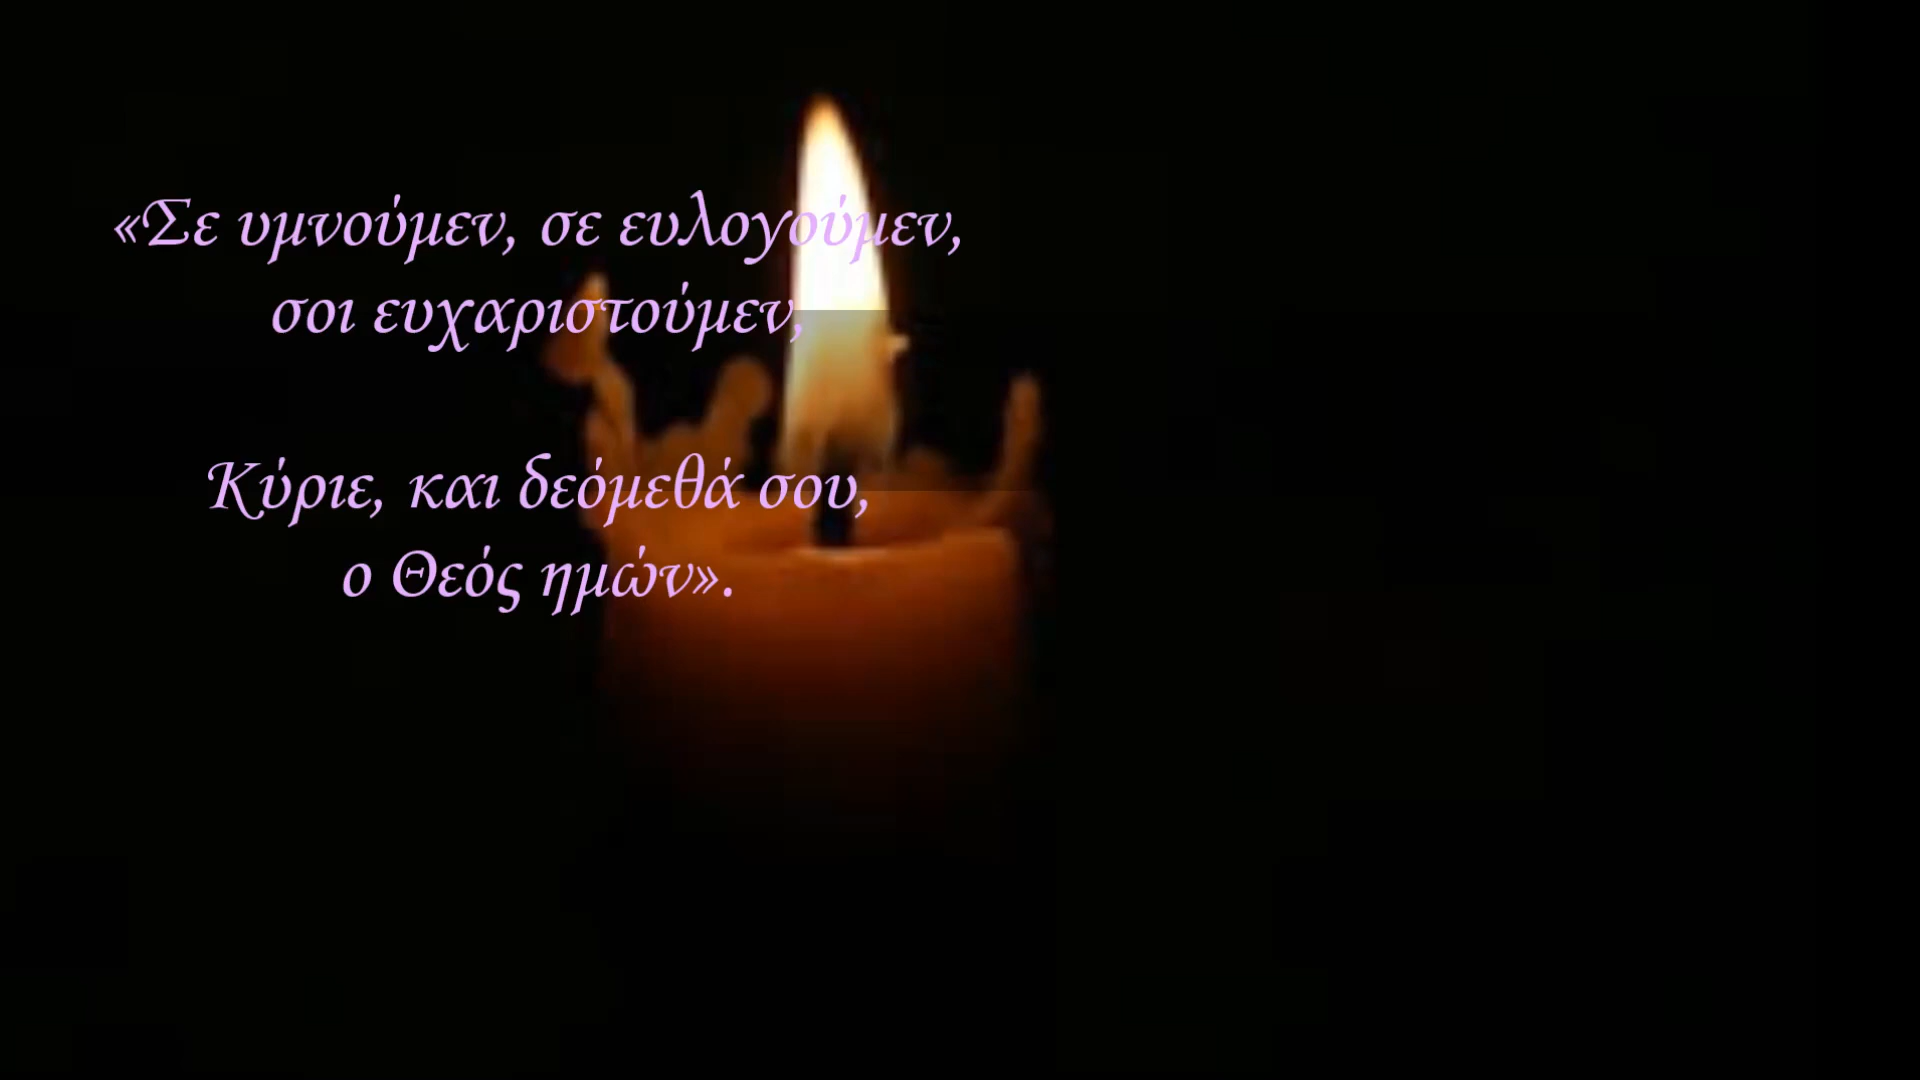 «Σε υμνούμεν, σε ευλογούμεν,
σοι ευχαριστούμεν,
Κύριε, και δεόμεθά σου,
ο Θεός ημών».